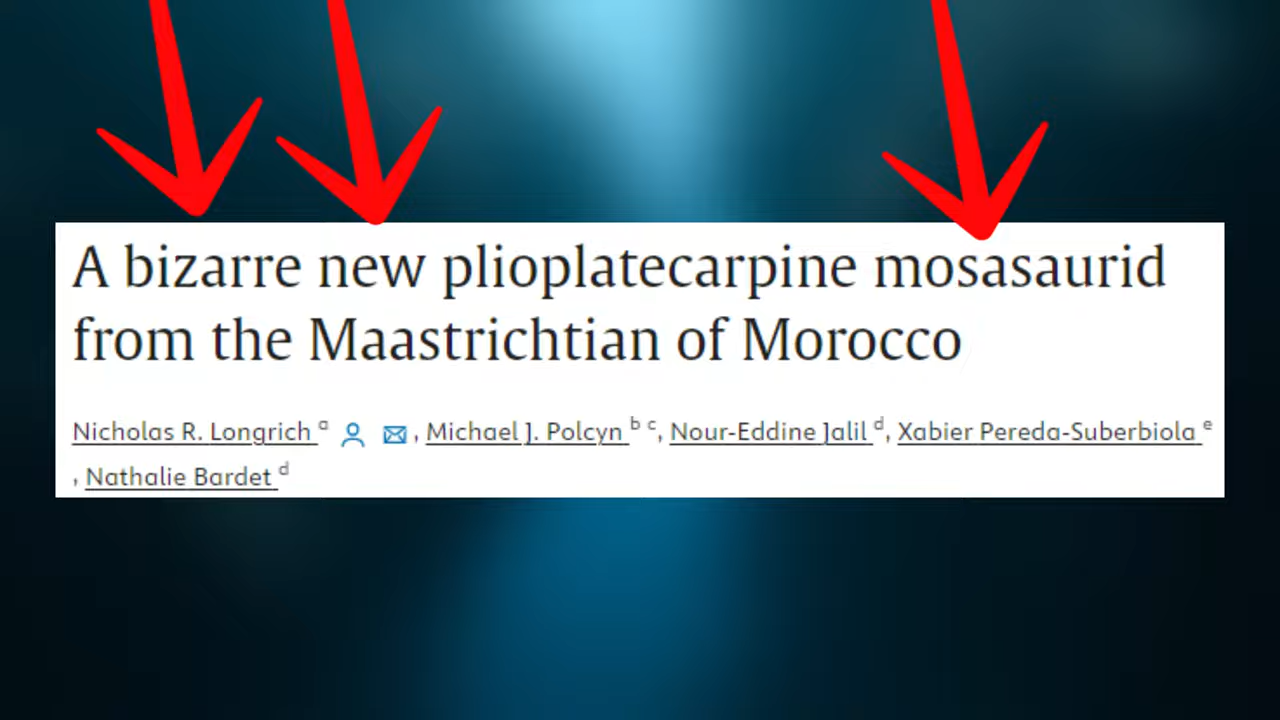 A bizarre new plioplatecarpine mosasaurid
from the Maastrichtian of Morocco
Nicholas R. Longrich a , Michael J. Polcyn b c, Nour-Eddine Jalil d, Xabier Pereda-Suberbiola e
, Nathalie Bardet d